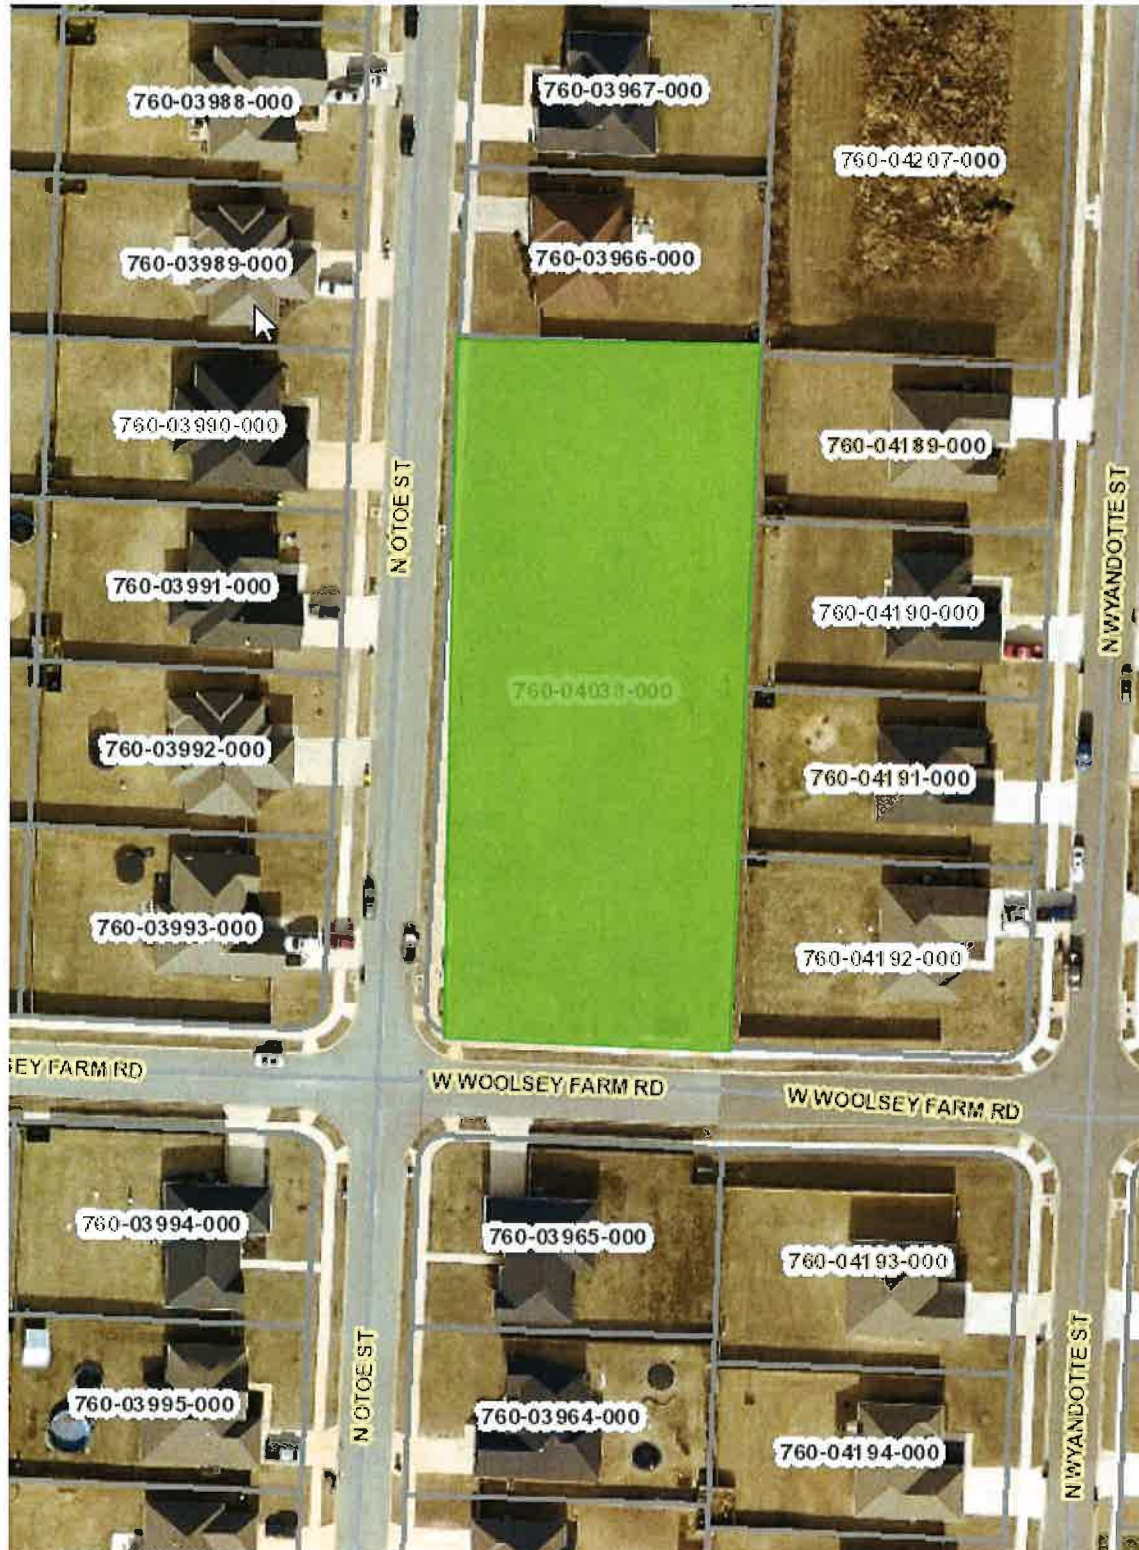 760-03988-000
760-03967-000
760-04207-000
760-03989-000
760-03966-000
760-03990-000
760-04189-000
N OTOE ST
N WYANDOTTE ST
760-03991-000
760-04190-000
760-04038-000
760-03992-000
760-04191-000
760-03993-000
760-04192-000
SEY FARM RD
W WOOLSEY FARM RD
W WOOLSEY FARM RD
760-03994-000
760-03965-000
760-04193-000
N OTOE ST
N WYANDOTTE ST
760-03995-000
760-03964-000
760-04194-000